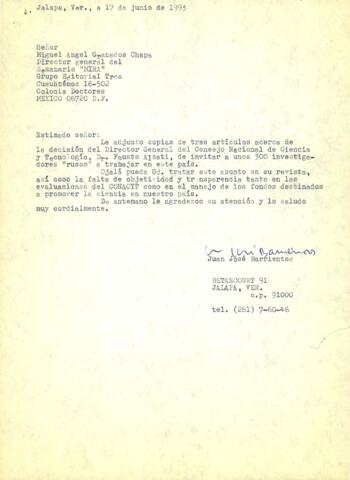 Jalapa, Ver., a 17 de junio de 1993
Señor
Miguel Angel Granados Chapa
Director general del
Semanario "MIRA"
Grupo Editorial Tres
Cuauhtémoc 16-502
Colonia Doctores
MEXICO 06720 D.F.
Estimado señor:
Le adjunto copias de tres artículos acerca de
la decisión del Director General del Consejo Nacional de Ciencia
y Tecnología, Dr. Fausto Alzati, de invitar a unos 300 investiga-
dores "rusos" a trabajar en este país.
Ojalá pueda Ud. tratar este asunto en su revista,
así como la falta de objetividad y transparencia tanto en las
evaluaciones del CONACIT como en el manejo de los fondos destinados
a promover la ciencia en nuestro país.
De antemano le agradezco su atención y lo saludo
muy cordialmente.
Juan José Barrientos
BETANCOURT 91
JALAPA, VER.
c.p. 91000
tel. (281) 7-60-46